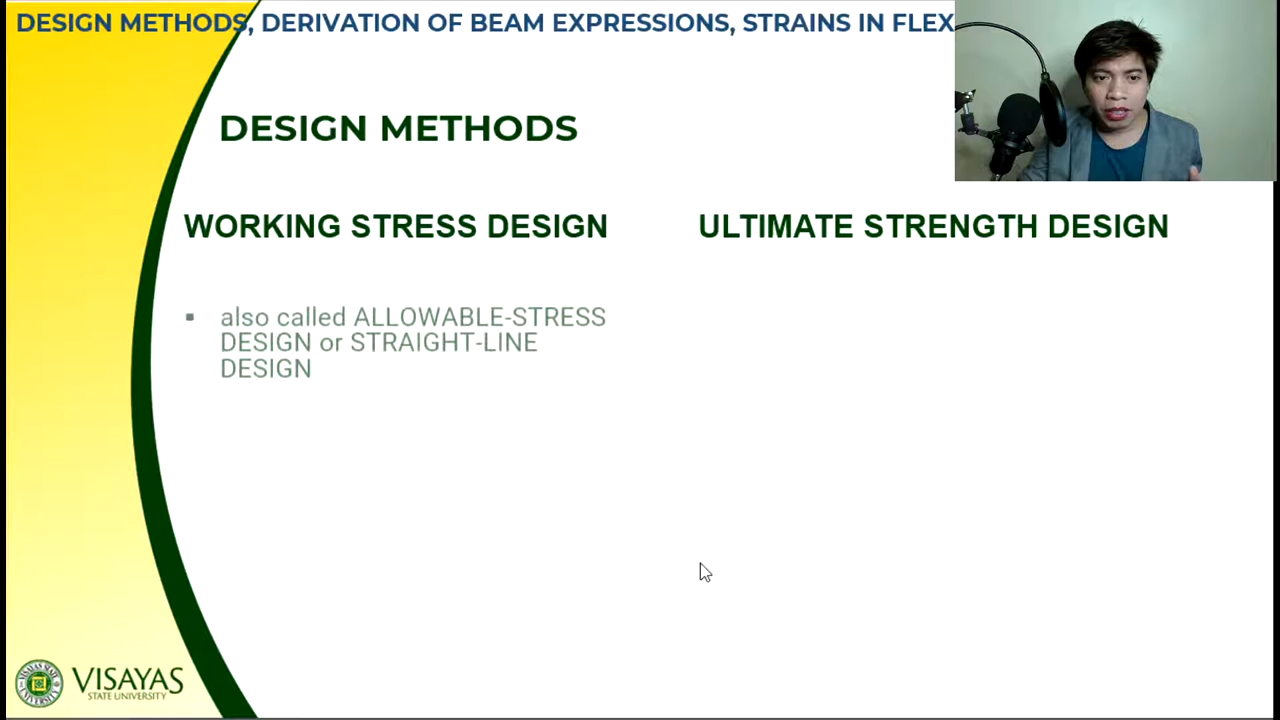 DESIGN METHODS, DERIVATION OF BEAM EXPRESSIONS, STRAINS IN FLEX
DESIGN METHODS
WORKING STRESS DESIGN
▪ also called ALLOWABLE-STRESS
DESIGN or STRAIGHT-LINE
DESIGN
ULTIMATE STRENGTH DESIGN
VISAYAS
STATE UNIVERSITY